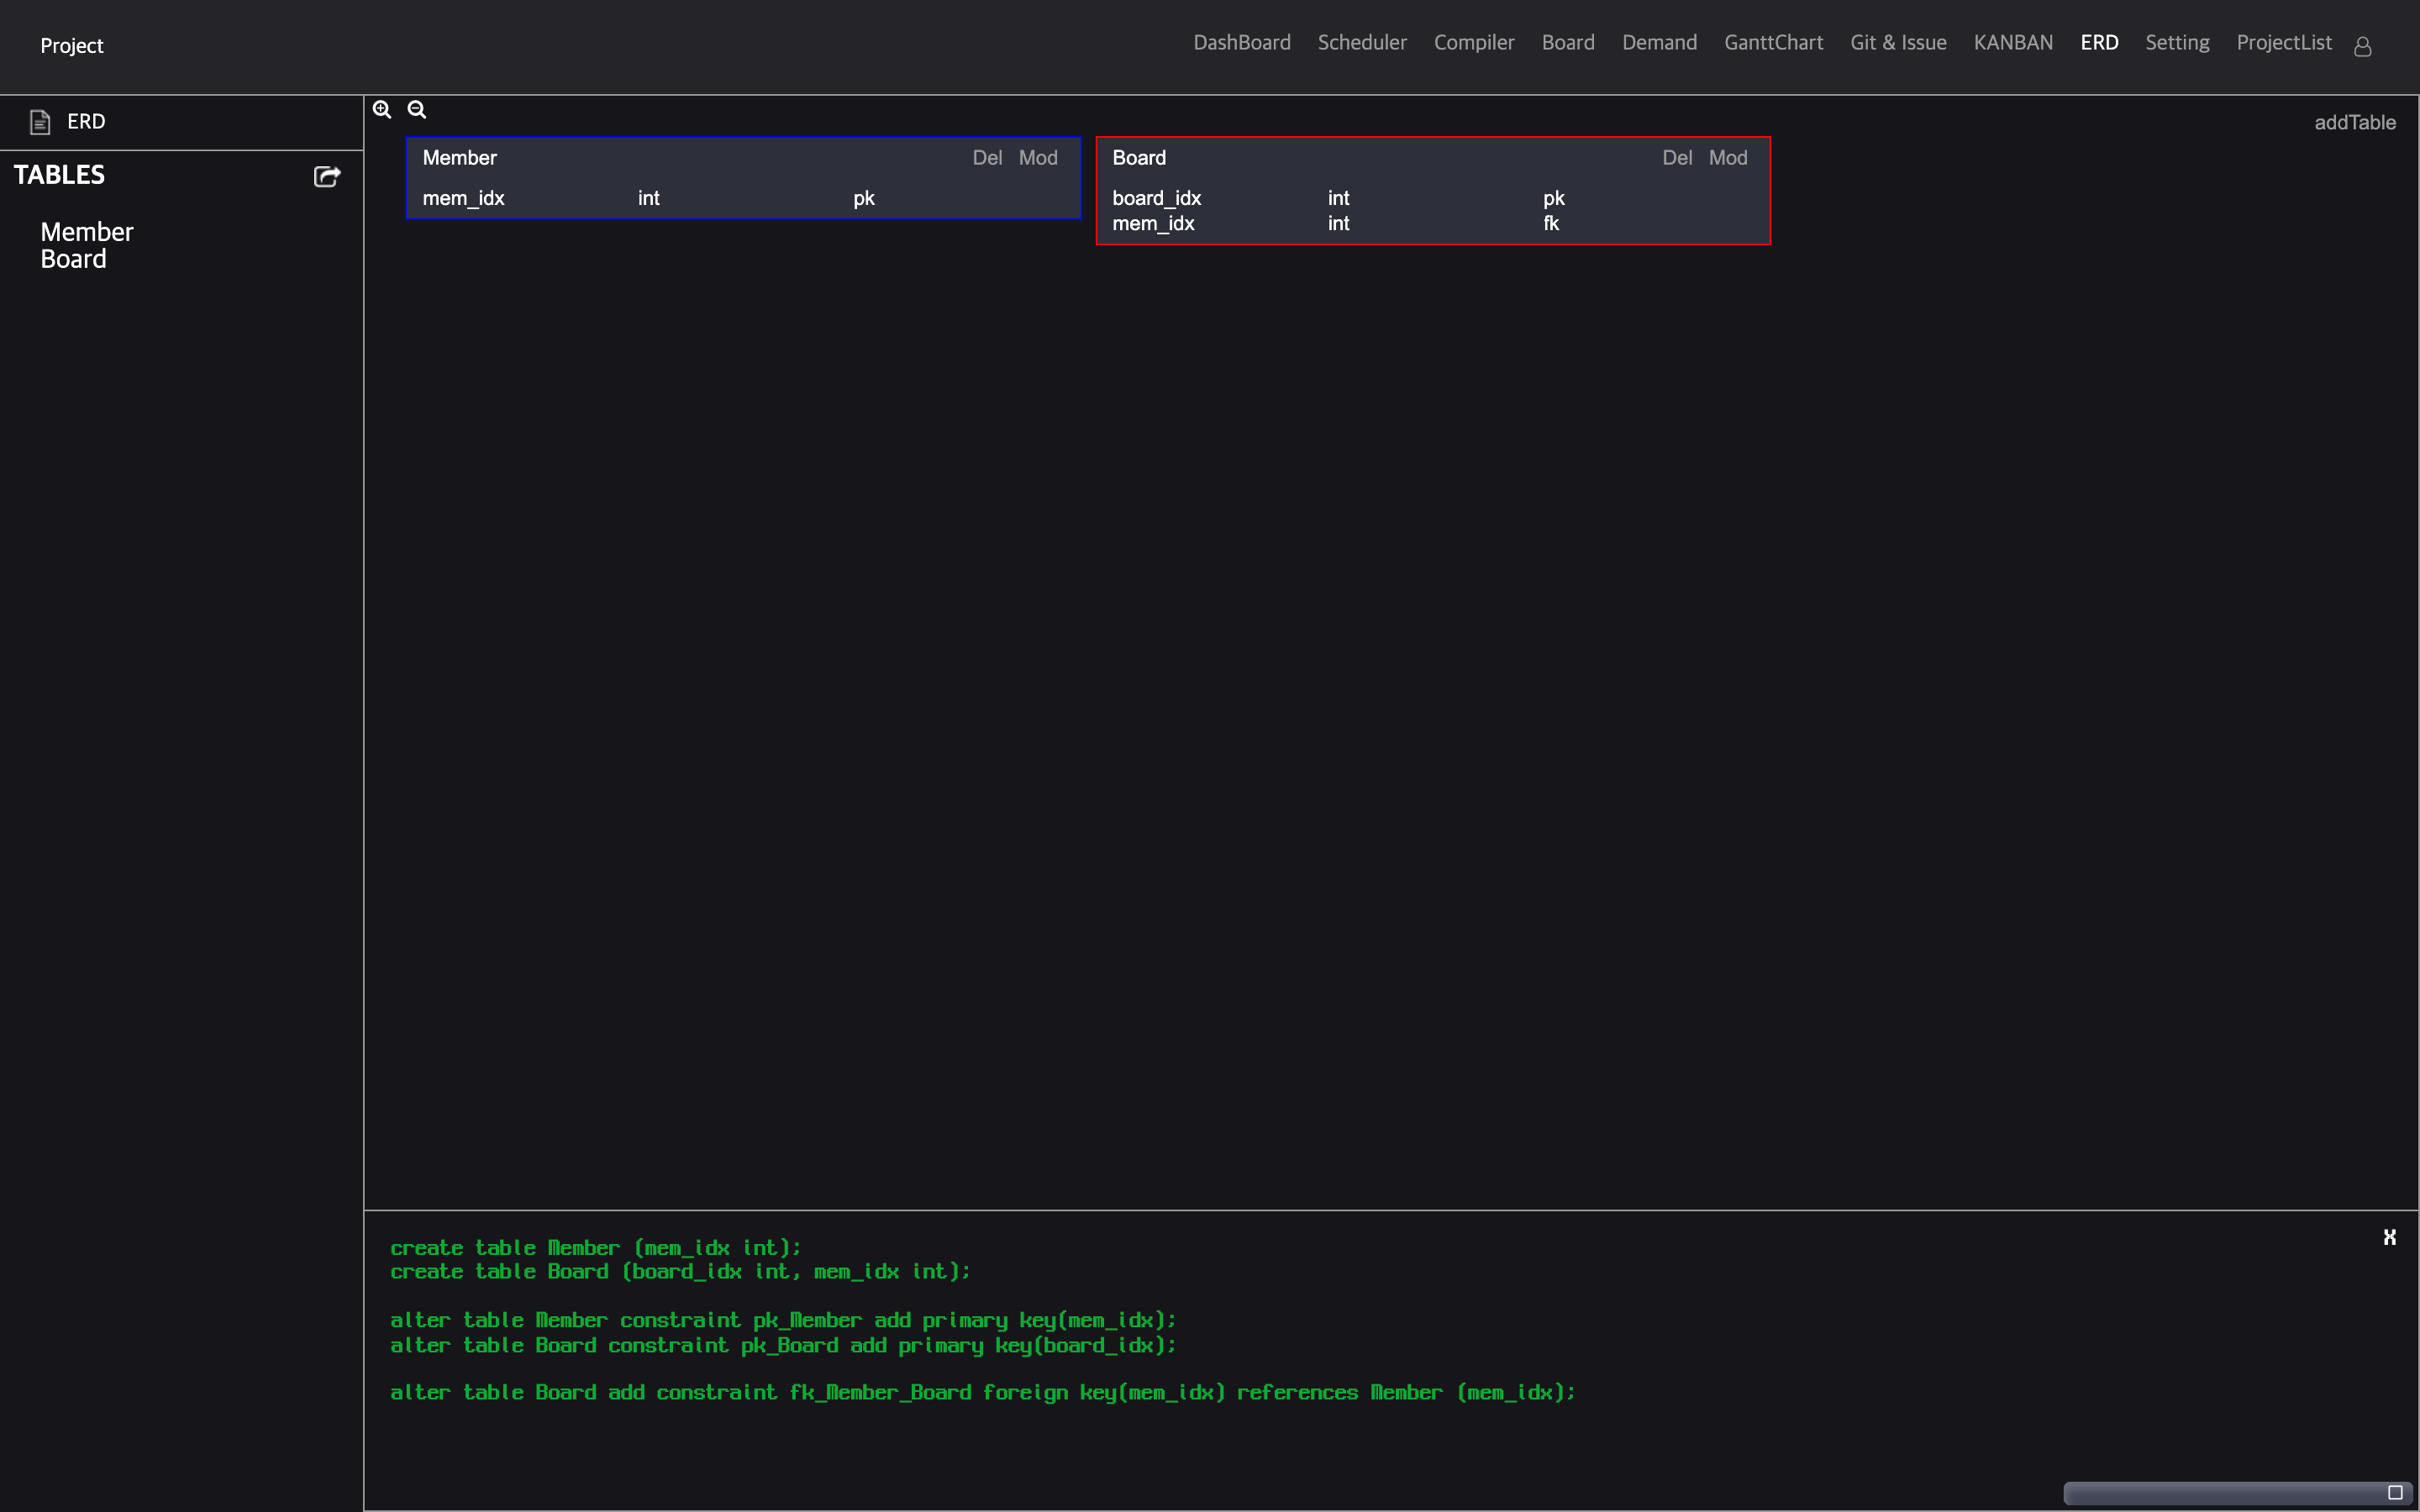 Project
DashBoard Scheduler Compiler Board Demand GanttChart Git & Issue KANBAN ERD Setting ProjectList
ERD
addTable
TABLES
Member
Board
Member Del Mod
mem_idx int pk
Board Del Mod
board_idx int pk
mem_idx int fk
X
create table Member (mem_idx int);
create table Board (board_idx int, mem_idx int);
alter table Member constraint pk_Member add primary key(mem_idx);
alter table Board constraint pk_Board add primary key(board_idx);
alter table Board add constraint fk_Member_Board foreign key(mem_idx) references Member (mem_idx);